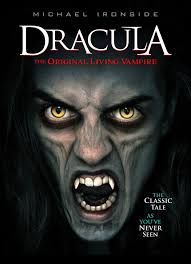 MICHAEL IRONSIDE
DRACULA
THE ORIGINAL LIVING VAMPIRE
THE
CLASSIC
TALE
AS
YOU'VE
NEVER
SEEN